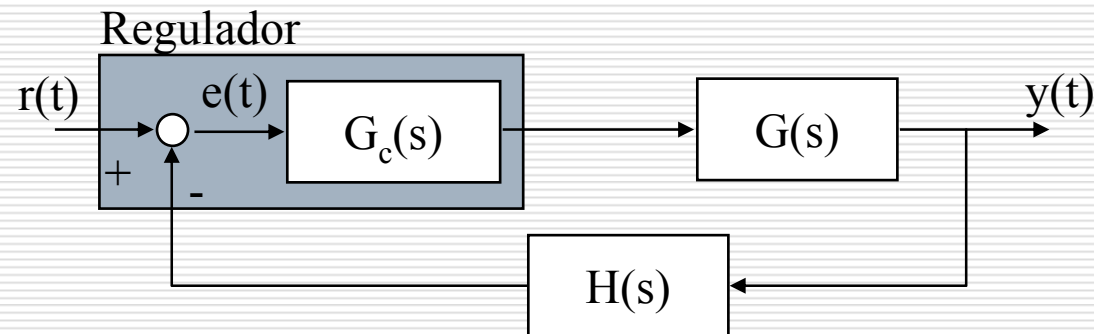 Regulador
r(t)
e(t)
G_c(s)
G(s)
y(t)
+
-
H(s)